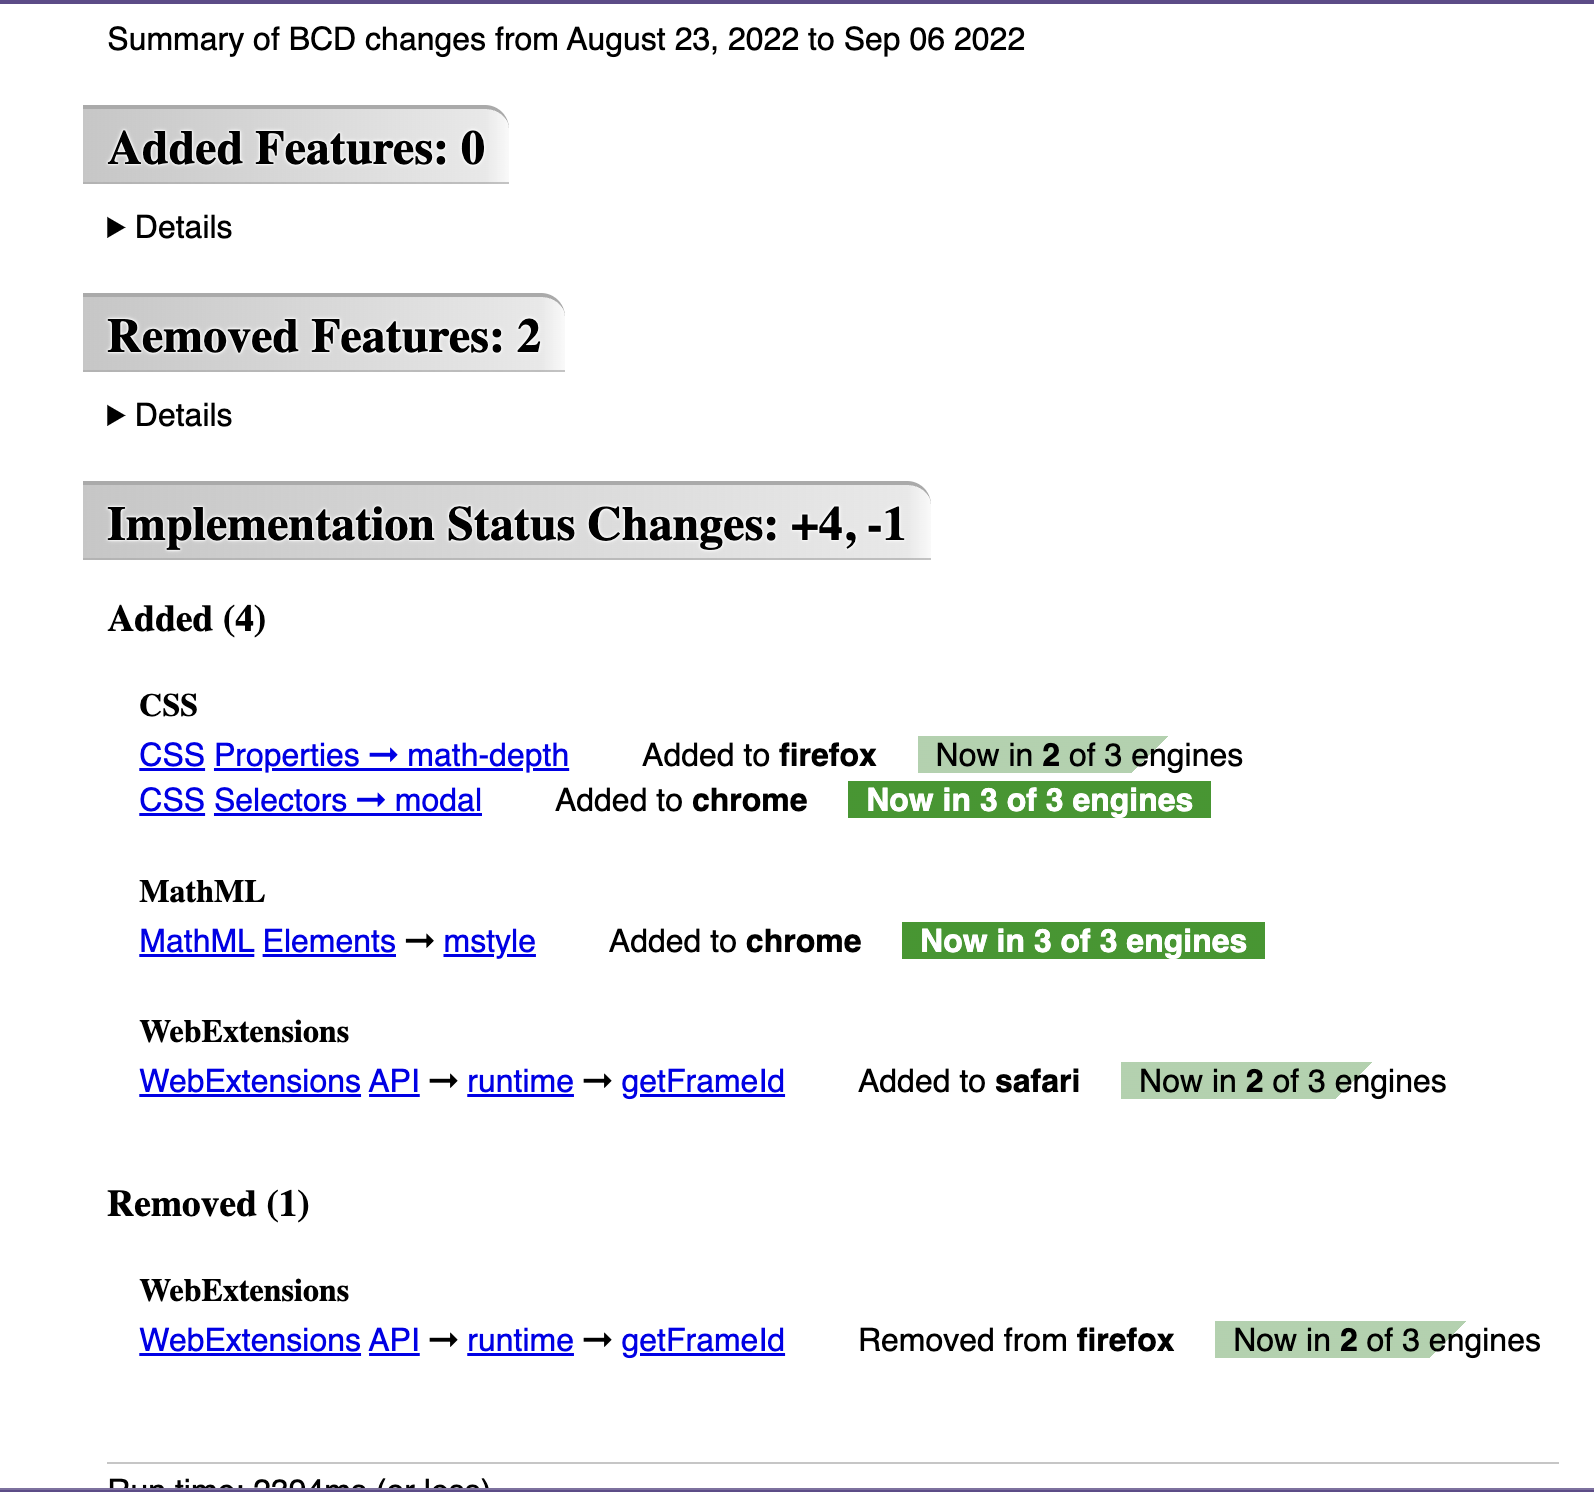 Summary of BCD changes from August 23, 2022 to Sep 06 2022
Added Features: 0
▶ Details
Removed Features: 2
▶ Details
Implementation Status Changes: +4, -1
Added (4)
CSS
CSS Properties → math-depth Added to firefox Now in 2 of 3 engines
CSS Selectors → modal Added to chrome Now in 3 of 3 engines
MathML
MathML Elements → mstyle Added to chrome Now in 3 of 3 engines
WebExtensions
WebExtensions API → runtime → getFrameId Added to safari Now in 2 of 3 engines
Removed (1)
WebExtensions
WebExtensions API → runtime → getFrameId Removed from firefox Now in 2 of 3 engines
Run time: (or less)